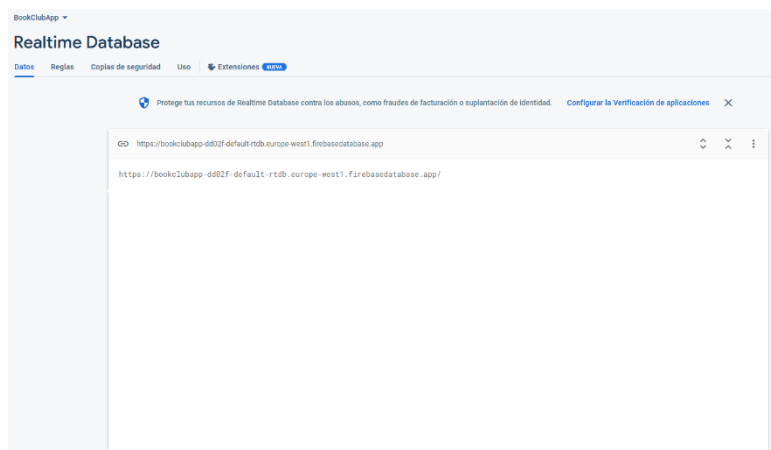 BookClubApp
Realtime Database
Datos Reglas Copias de seguridad Uso Extensiones NUEVA
Protege tus recursos de Realtime Database contra los abusos, como fraudes de facturación o suplantación de identidad. Configurar la Verificación de aplicaciones
https://bookclubapp-dd02f-default-rtdb.europe-west1.firebasedatabase.app
https://bookclubapp-dd02f-default-rtdb.europe-west1.firebasedatabase.app/